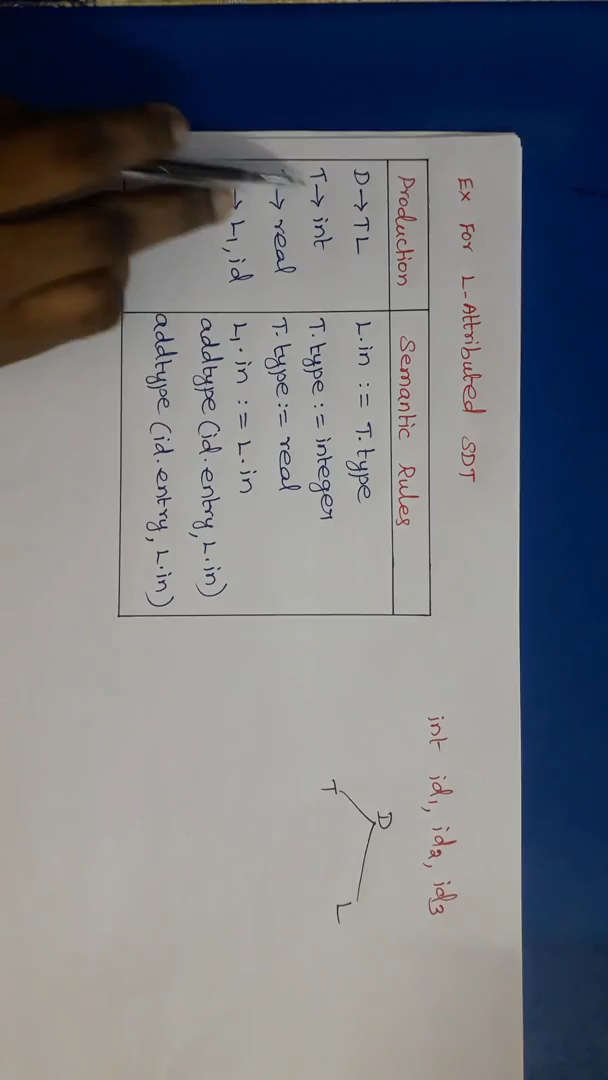 Ex For L-Attributed SDT
Production Semantic Rules
D→TL L.in := T.type
T→int T.type := integer
→ real T.type := real
→ L1, id L1.in := L.in
addtype (id.entry, L.in)
addtype (id.entry, L.in)
int id1, id2, id3
D
T L